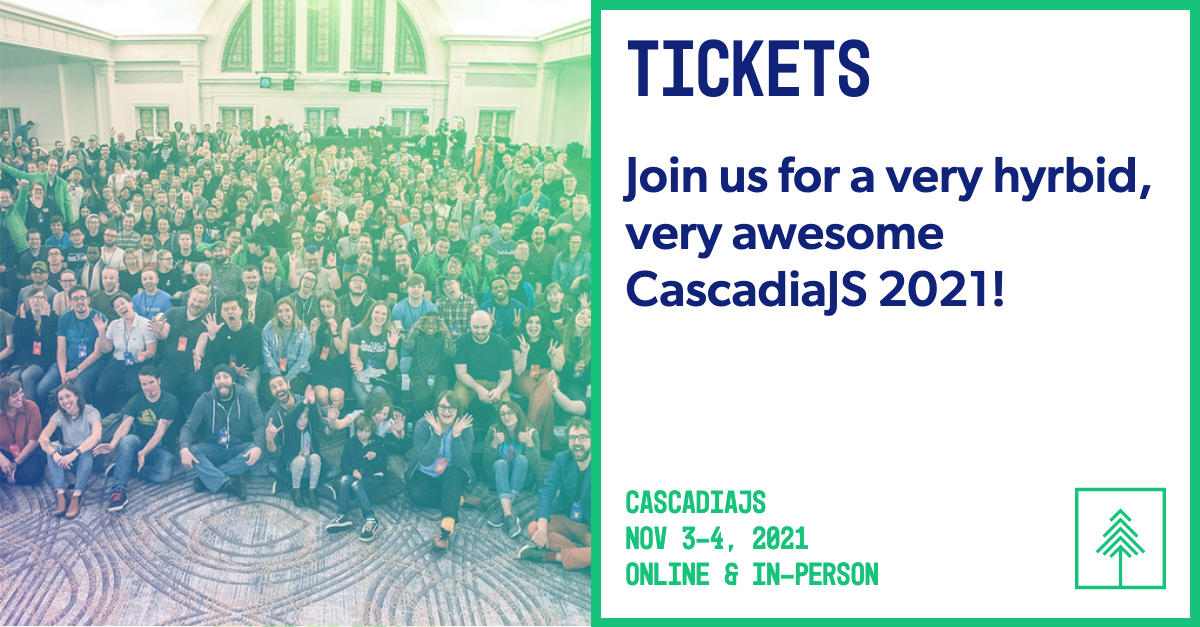 TICKETS
Join us for a very hyrbid,
very awesome
CascadiaJS 2021!
CASCADIAJS
NOV 3-4, 2021
ONLINE & IN-PERSON